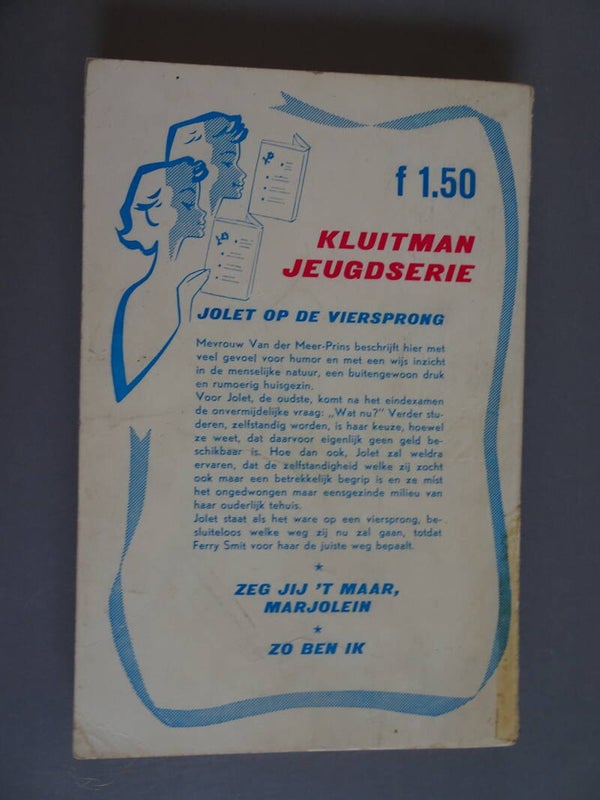 f 1.50
KLUITMAN
JEUGDSERIE
JOLET OP DE VIERSPRONG
Mevrouw Van der Meer-Prins beschrijft hier met
veel gevoel voor humor en met een wijs inzicht
in de menselijke natuur, een buitengewoon druk
en rumoerig huisgezin.
Voor Jolet, de oudste, komt na het eindexamen
de onvermijdelijke vraag: „Wat nu?" Verder stu-
deren, zelfstandig worden, is haar keuze, hoewel
ze weet, dat daarvoor eigenlijk geen geld be-
schikbaar is. Hoe dan ook, Jolet zal weldra
ervaren, dat de zelfstandigheid welke zij zocht
ook maar een betrekkelijk begrip is en ze mist
het ongedwongen maar eensgezinde milieu van
haar ouderlijk tehuis.
Jolet staat als het ware op een viersprong, be-
sluiteloos welke weg zij nu zal gaan, totdat
Ferry Smit voor haar de juiste weg bepaalt.
*
ZEG JIJ 'T MAAR,
MARJOLEIN
*
ZO BEN IK